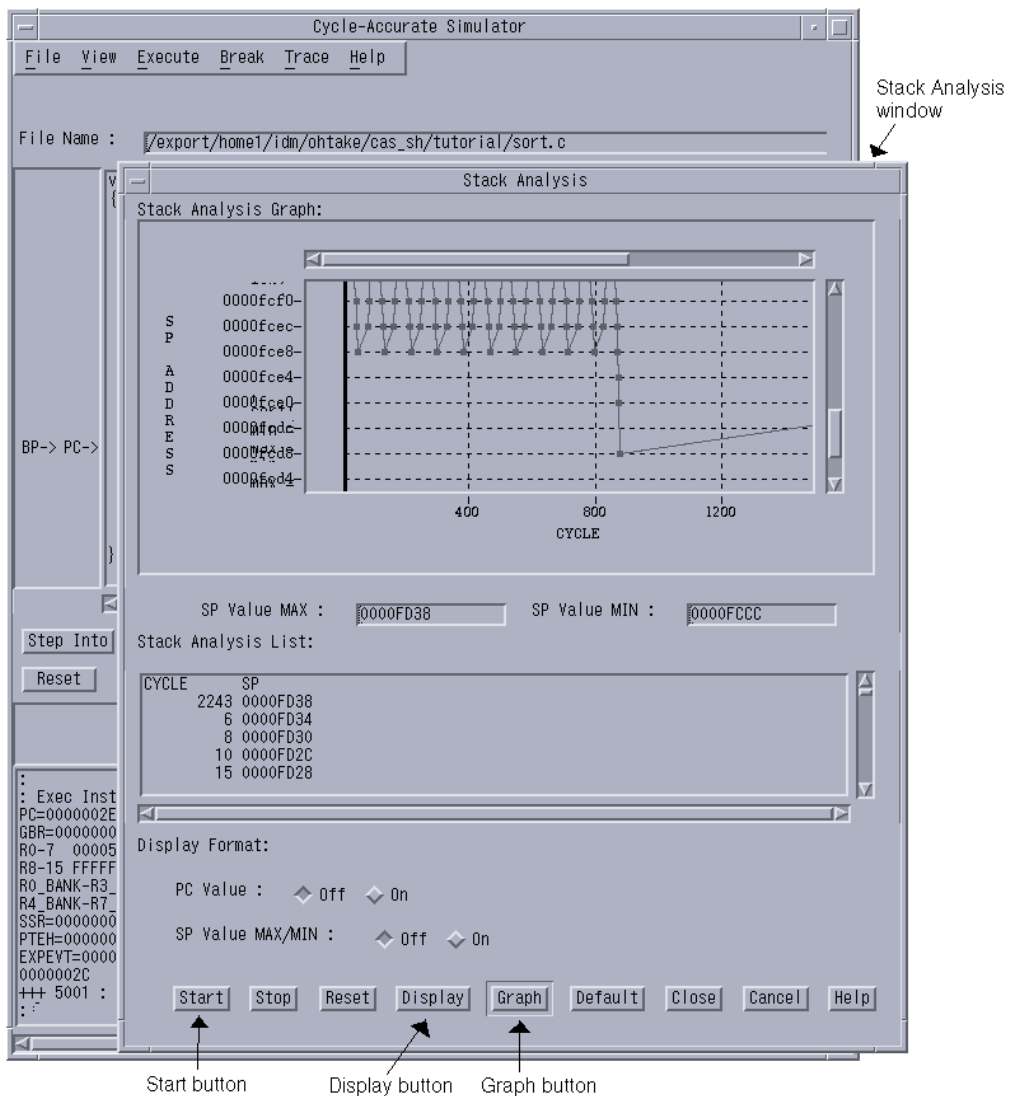 Cycle-Accurate Simulator
File View Execute Break Trace Help
Stack Analysis
window
File Name : /export/home1/idm/ohtake/cas_sh/tutorial/sort.c
Stack Analysis
Stack Analysis Graph:
0000fcf0
0000fcec
SP ADDRESS
0000fce8
0000fce4
0000fce0
0000fcd8
BP-> PC->
400 800 1200
CYCLE
SP Value MAX : 0000FD38 SP Value MIN : 0000FCCC
Step Into
Stack Analysis List:
Reset
CYCLE SP
2243 0000FD38
6 0000FD34
8 0000FD30
10 0000FD2C
15 0000FD28
:
: Exec Inst
PC=0000002E
GBR=0000000
R0-7 00005
R8-15 FFFFF
R0_BANK-R3_
R4_BANK-R7_
SSR=0000000
PTEH=000000
EXPEVT=0000
0000002C
+++ 5001 :
:
Display Format:
PC Value : Off On
SP Value MAX/MIN : Off On
Start Stop Reset Display Graph Default Close Cancel Help
Start button Display button Graph button